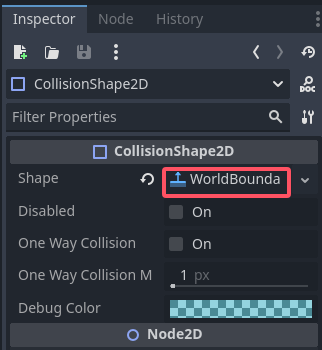 Inspector Node History
DOC
CollisionShape2D
Filter Properties
CollisionShape2D
Shape WorldBounda
Disabled On
One Way Collision On
One Way Collision M 1 px
Debug Color
Node2D